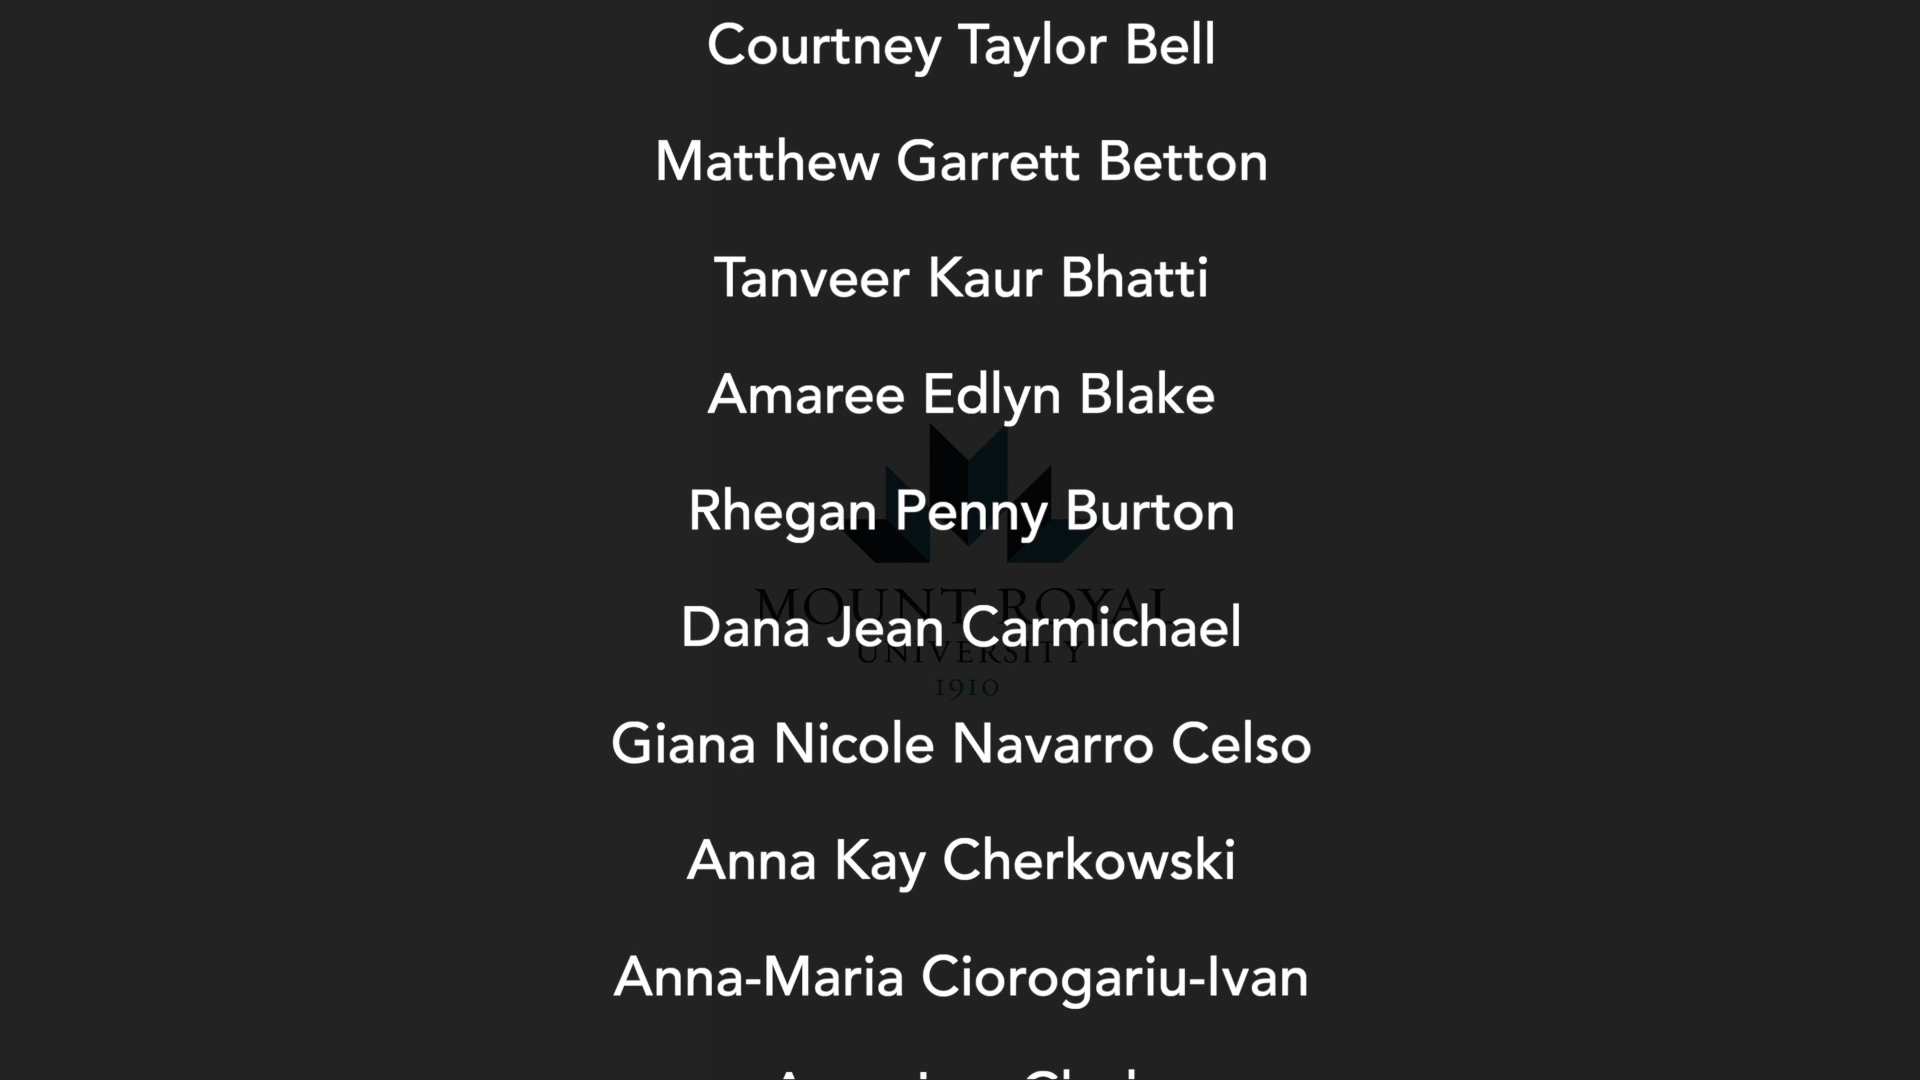 Courtney Taylor Bell
Matthew Garrett Betton
Tanveer Kaur Bhatti
Amaree Edlyn Blake
Rhegan Penny Burton
MOUNT ROYAL
Dana Jean Carmichael
UNIVERSITY
1910
Giana Nicole Navarro Celso
Anna Kay Cherkowski
Anna-Maria Ciorogariu-Ivan